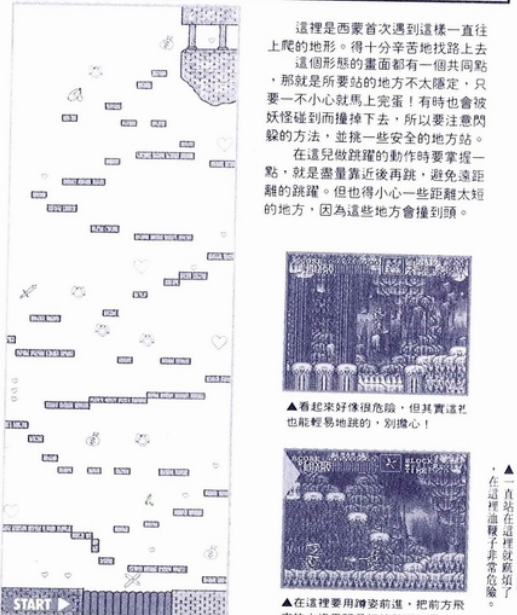 這裡是西蒙首次遇到這樣一直往
上爬的地形。得十分辛苦地找路上去
這個形態的畫面都有一個共同點
，那就是所要站的地方不太隱定，只
要一不小心就馬上完蛋！有時也會被
妖怪碰到而撞掉下去，所以要注意閃
躲的方法，並挑一些安全的地方站。
在這兒做跳躍的動作時要掌握一
點，就是盡量靠近後再跳，避免遠距
離的跳躍。但也得小心一些距離太短
的地方，因為這些地方會撞到頭。
▲看起來好像很危險，但其實這
也能輕易地跳的，別擔心！
▲一直站在這裡就麻煩了
，在這裡油鞭子非常危險。
▲在這裡要用蹲姿前進，把前方飛
START